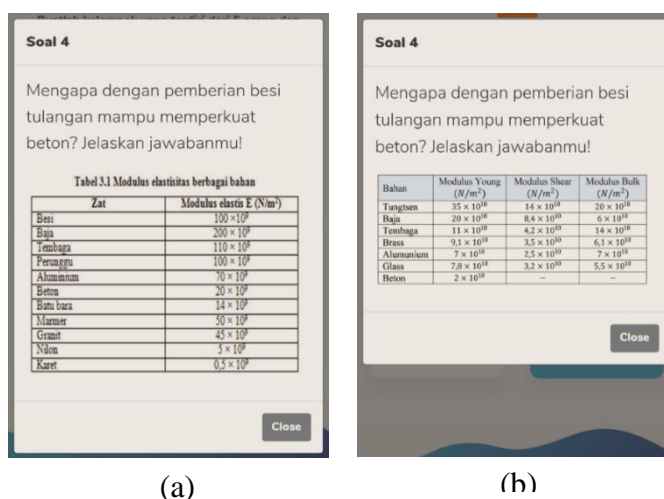 Soal 4
Mengapa dengan pemberian besi
tulangan mampu memperkuat
beton? Jelaskan jawabanmu!
Tabel 3.1 Modulus elastisitas berbagai bahan
Zat Modulus elastis E (N/m²)
Besi 100 ×10⁹
Baja 200 × 10⁹
Tembaga 110 × 10⁹
Perunggu 100 × 10⁹
Aluminium 70 × 10⁹
Beton 20 × 10⁹
Batu bara 14 × 10⁹
Marmer 50 × 10⁹
Granit 45 × 10⁹
Nilon 5 × 10⁹
Karet 0,5 × 10⁹
Close
(a)
Soal 4
Mengapa dengan pemberian besi
tulangan mampu memperkuat
beton? Jelaskan jawabanmu!
Bahan Modulus Young (N/m²) Modulus Shear (N/m²) Modulus Bulk (N/m²)
Tungtsen 35 × 10¹⁰ 14 × 10¹⁰ 20 × 10¹⁰
Baja 20 × 10¹⁰ 8,4 × 10¹⁰ 6 × 10¹⁰
Tembaga 11 × 10¹⁰ 4,2 × 10¹⁰ 14 × 10¹⁰
Brass 9,1 × 10¹⁰ 3,5 × 10¹⁰ 6,1 × 10¹⁰
Alumunium 7 × 10¹⁰ 2,5 × 10¹⁰ 7 × 10¹⁰
Glass 7,8 × 10¹⁰ 3,2 × 10¹⁰ 5,5 × 10¹⁰
Beton 2 × 10¹⁰ – –
Close
(b)